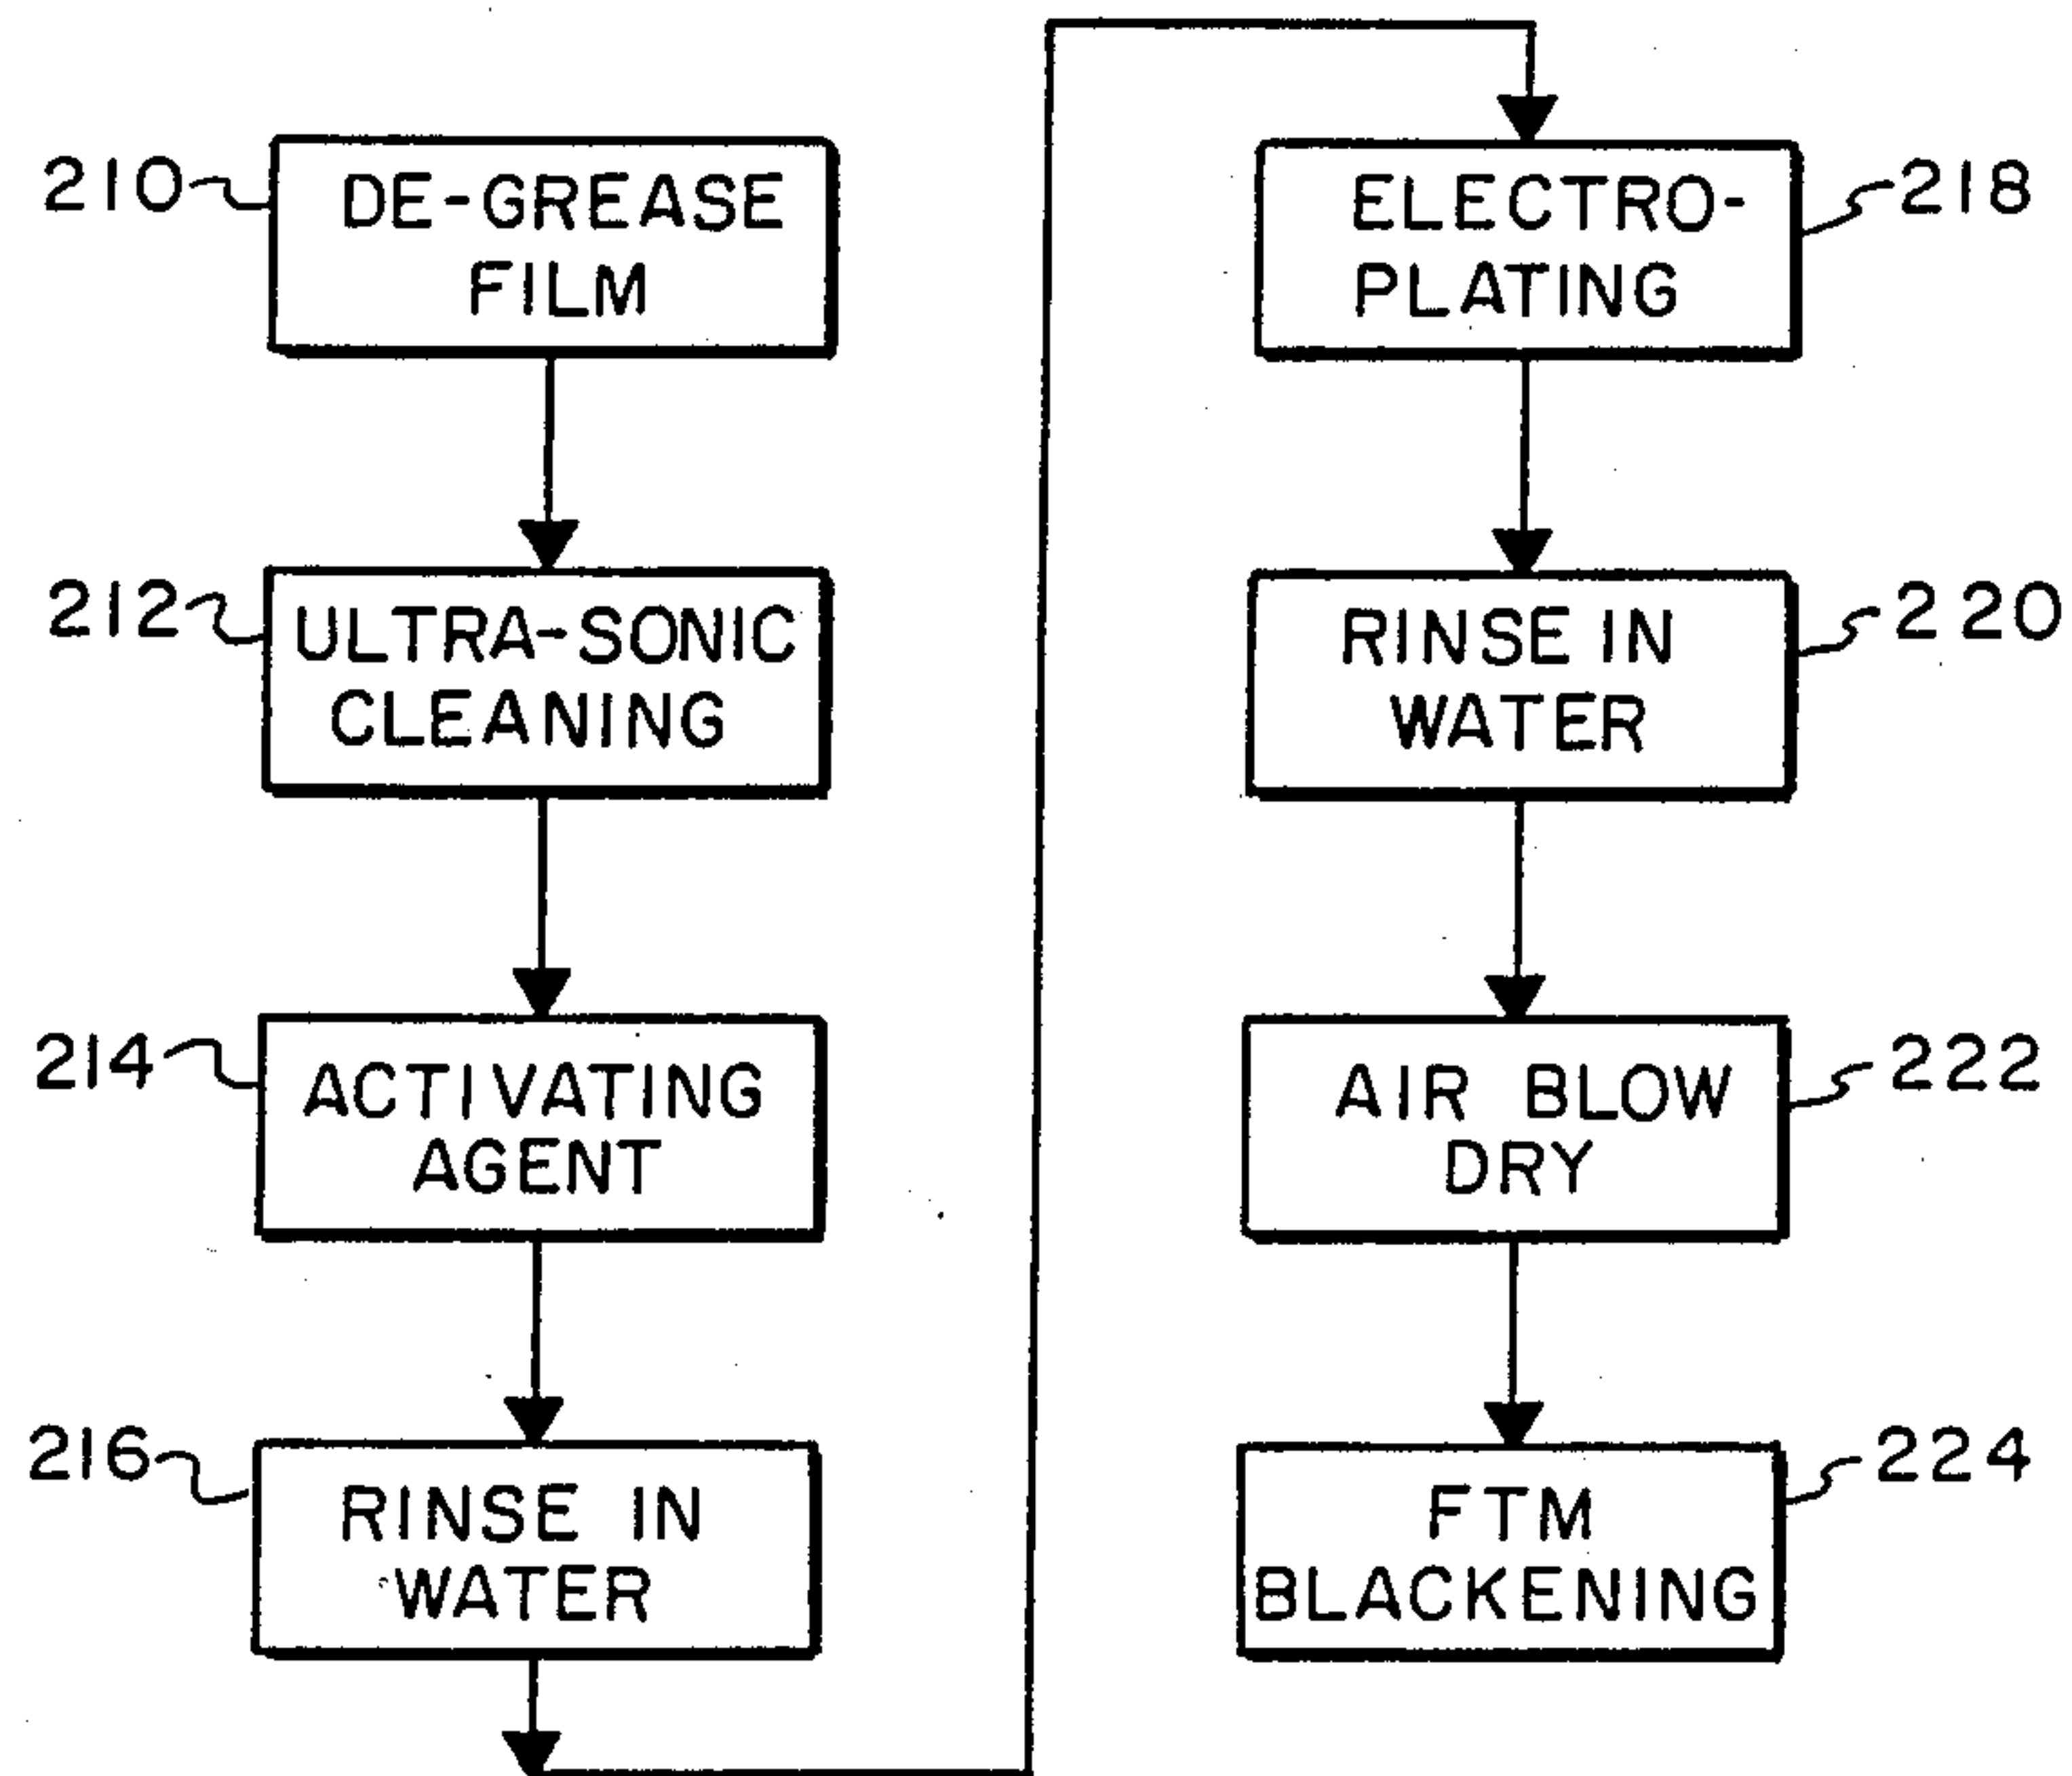 210
DE-GREASE
FILM
212
ULTRA-SONIC
CLEANING
214
ACTIVATING
AGENT
216
RINSE IN
WATER
218
ELECTRO-
PLATING
220
RINSE IN
WATER
222
AIR BLOW
DRY
224
FTM
BLACKENING